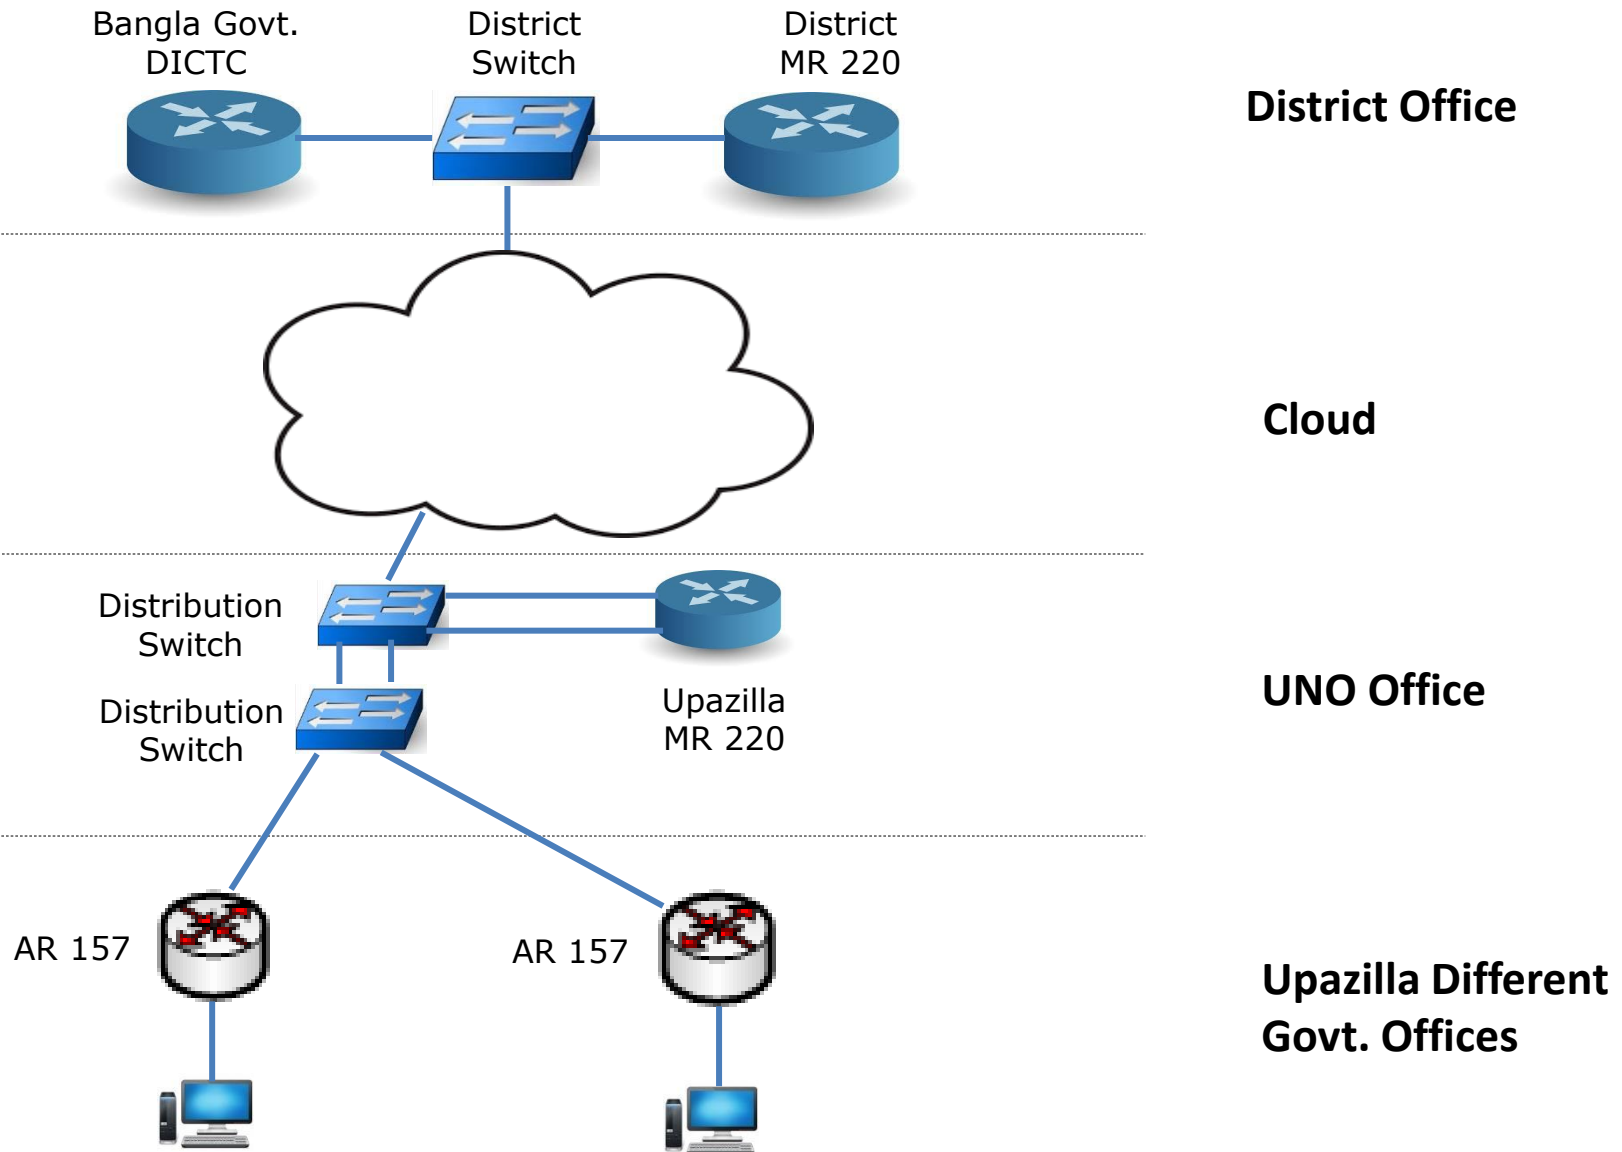 Bangla Govt.
DICTC
District
Switch
District
MR 220
District Office
Cloud
Distribution
Switch
Distribution
Switch
Upazilla
MR 220
UNO Office
AR 157
AR 157
Upazilla Different
Govt. Offices